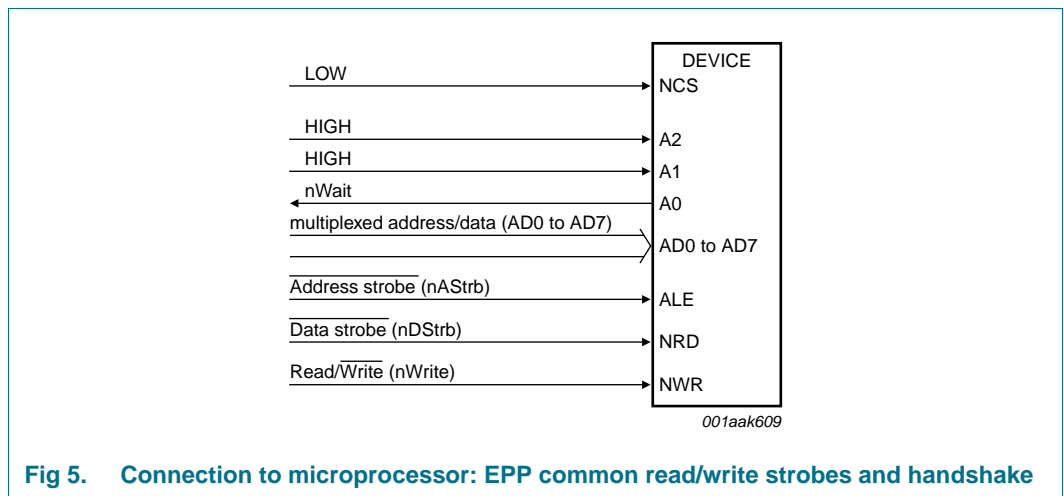 DEVICE
LOW
NCS
HIGH
A2
HIGH
A1
nWait
A0
multiplexed address/data (AD0 to AD7)
AD0 to AD7
Address strobe (nAStrb)
ALE
Data strobe (nDStrb)
NRD
Read/Write (nWrite)
NWR
001aak609
Fig 5. Connection to microprocessor: EPP common read/write strobes and handshake